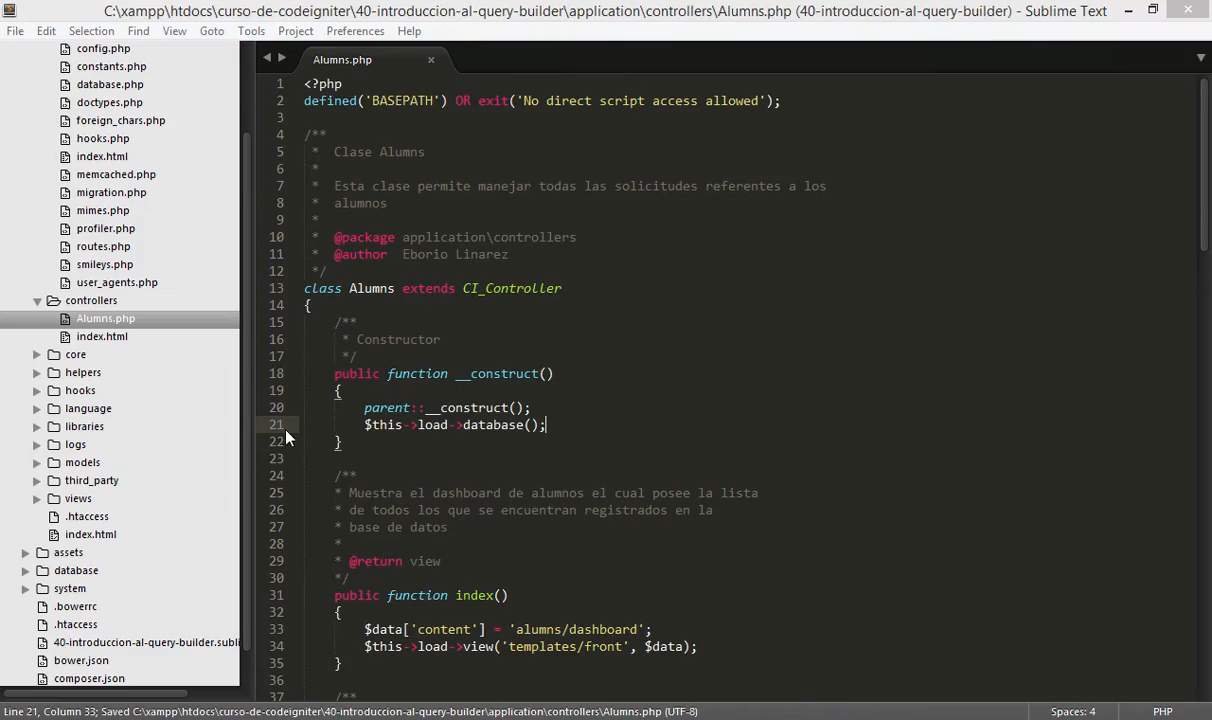 C:\xampp\htdocs\curso-de-codeigniter\40-introduccion-al-query-builder\application\controllers\Alumns.php (40-introduccion-al-query-builder) - Sublime Text
File Edit Selection Find View Goto Tools Project Preferences Help
config.php
constants.php
database.php
doctypes.php
foreign_chars.php
hooks.php
index.html
memcached.php
migration.php
mimes.php
profiler.php
routes.php
smileys.php
user_agents.php
controllers
Alumns.php
index.html
core
helpers
hooks
language
libraries
logs
models
third_party
views
.htaccess
index.html
assets
database
system
.bowerrc
.htaccess
40-introduccion-al-query-builder.subli
bower.json
composer.json
Alumns.php ×
1 <?php
2 defined('BASEPATH') OR exit('No direct script access allowed');
3
4 /**
5 * Clase Alumns
6 *
7 * Esta clase permite manejar todas las solicitudes referentes a los
8 * alumnos
9 *
10 * @package application\controllers
11 * @author Eborio Linarez
12 */
13 class Alumns extends CI_Controller
14 {
15 /**
16 * Constructor
17 */
18 public function __construct()
19 {
20 parent::__construct();
21 $this->load->database();
22 }
23
24 /**
25 * Muestra el dashboard de alumnos el cual posee la lista
26 * de todos los que se encuentran registrados en la
27 * base de datos
28 *
29 * @return view
30 */
31 public function index()
32 {
33 $data['content'] = 'alumns/dashboard';
34 $this->load->view('templates/front', $data);
35 }
36
37 /**
Line 21, Column 33; Saved C:\xampp\htdocs\curso-de-codeigniter\40-introduccion-al-query-builder\application\controllers\Alumns.php (UTF-8)
Spaces: 4
PHP